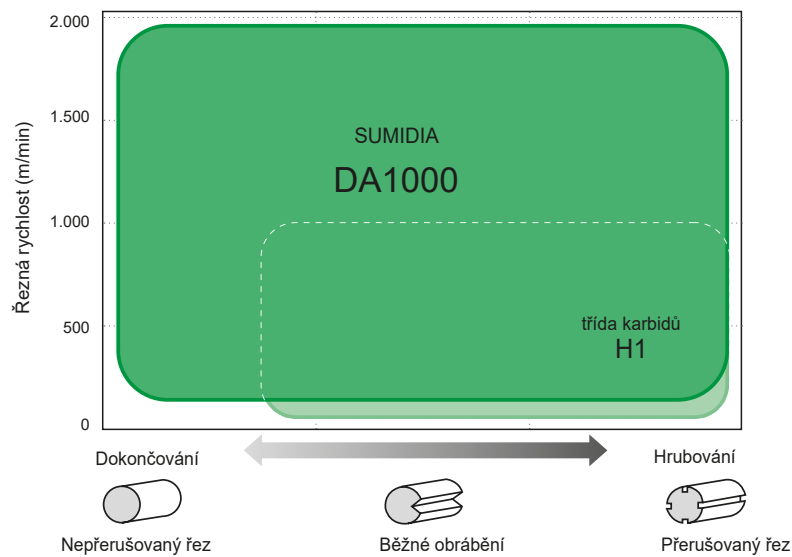 Řezná rychlost (m/min)
2.000
1.500
1.000
500
0
SUMIDIA
DA1000
třída karbidů
H1
Dokončování
Hrubování
Nepřerušovaný řez
Běžné obrábění
Přerušovaný řez